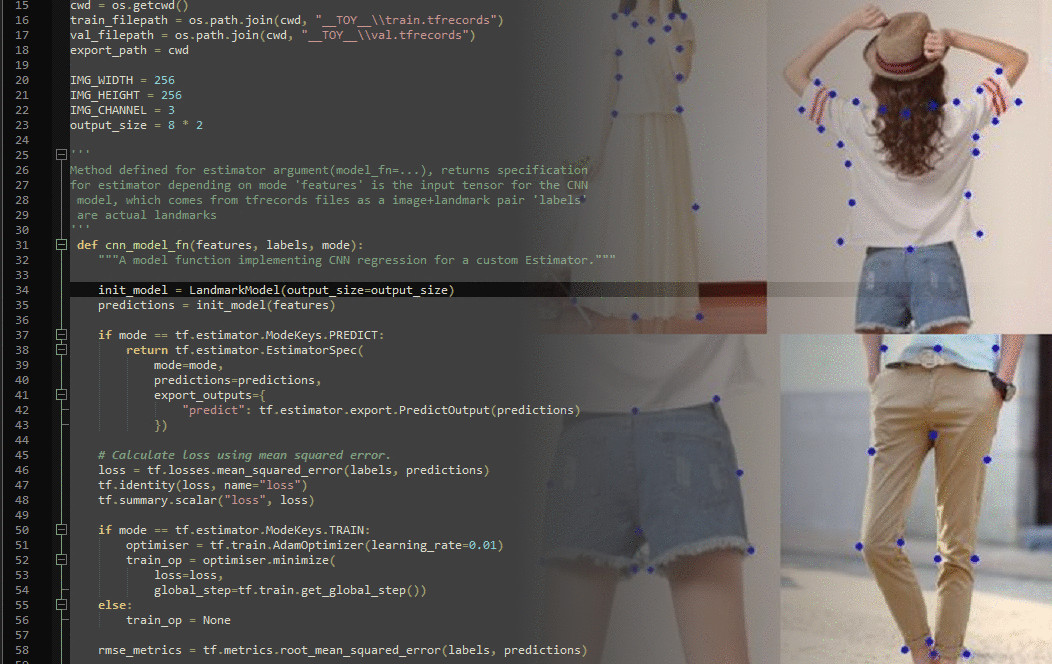 15 cwd = os.getcwd()
16 train_filepath = os.path.join(cwd, "__TOY__\\train.tfrecords")
17 val_filepath = os.path.join(cwd, "__TOY__\\val.tfrecords")
18 export_path = cwd
19
20 IMG_WIDTH = 256
21 IMG_HEIGHT = 256
22 IMG_CHANNEL = 3
23 output_size = 8 * 2
24
25 '''
26 Method defined for estimator argument(model_fn=...), returns specification
27 for estimator depending on mode 'features' is the input tensor for the CNN
28 model, which comes from tfrecords files as a image+landmark pair 'labels'
29 are actual landmarks
30 '''
31 def cnn_model_fn(features, labels, mode):
32 """A model function implementing CNN regression for a custom Estimator."""
33
34 init_model = LandmarkModel(output_size=output_size)
35 predictions = init_model(features)
36
37 if mode == tf.estimator.ModeKeys.PREDICT:
38 return tf.estimator.EstimatorSpec(
39 mode=mode,
40 predictions=predictions,
41 export_outputs={
42 "predict": tf.estimator.export.PredictOutput(predictions)
43 })
44
45 # Calculate loss using mean squared error.
46 loss = tf.losses.mean_squared_error(labels, predictions)
47 tf.identity(loss, name="loss")
48 tf.summary.scalar("loss", loss)
49
50 if mode == tf.estimator.ModeKeys.TRAIN:
51 optimiser = tf.train.AdamOptimizer(learning_rate=0.01)
52 train_op = optimiser.minimize(
53 loss=loss,
54 global_step=tf.train.get_global_step())
55 else:
56 train_op = None
57
58 rmse_metrics = tf.metrics.root_mean_squared_error(labels, predictions)